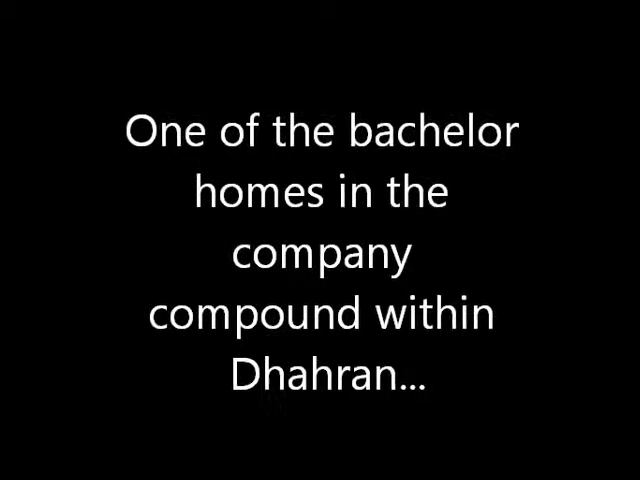 One of the bachelor
homes in the
company
compound within
Dhahran...